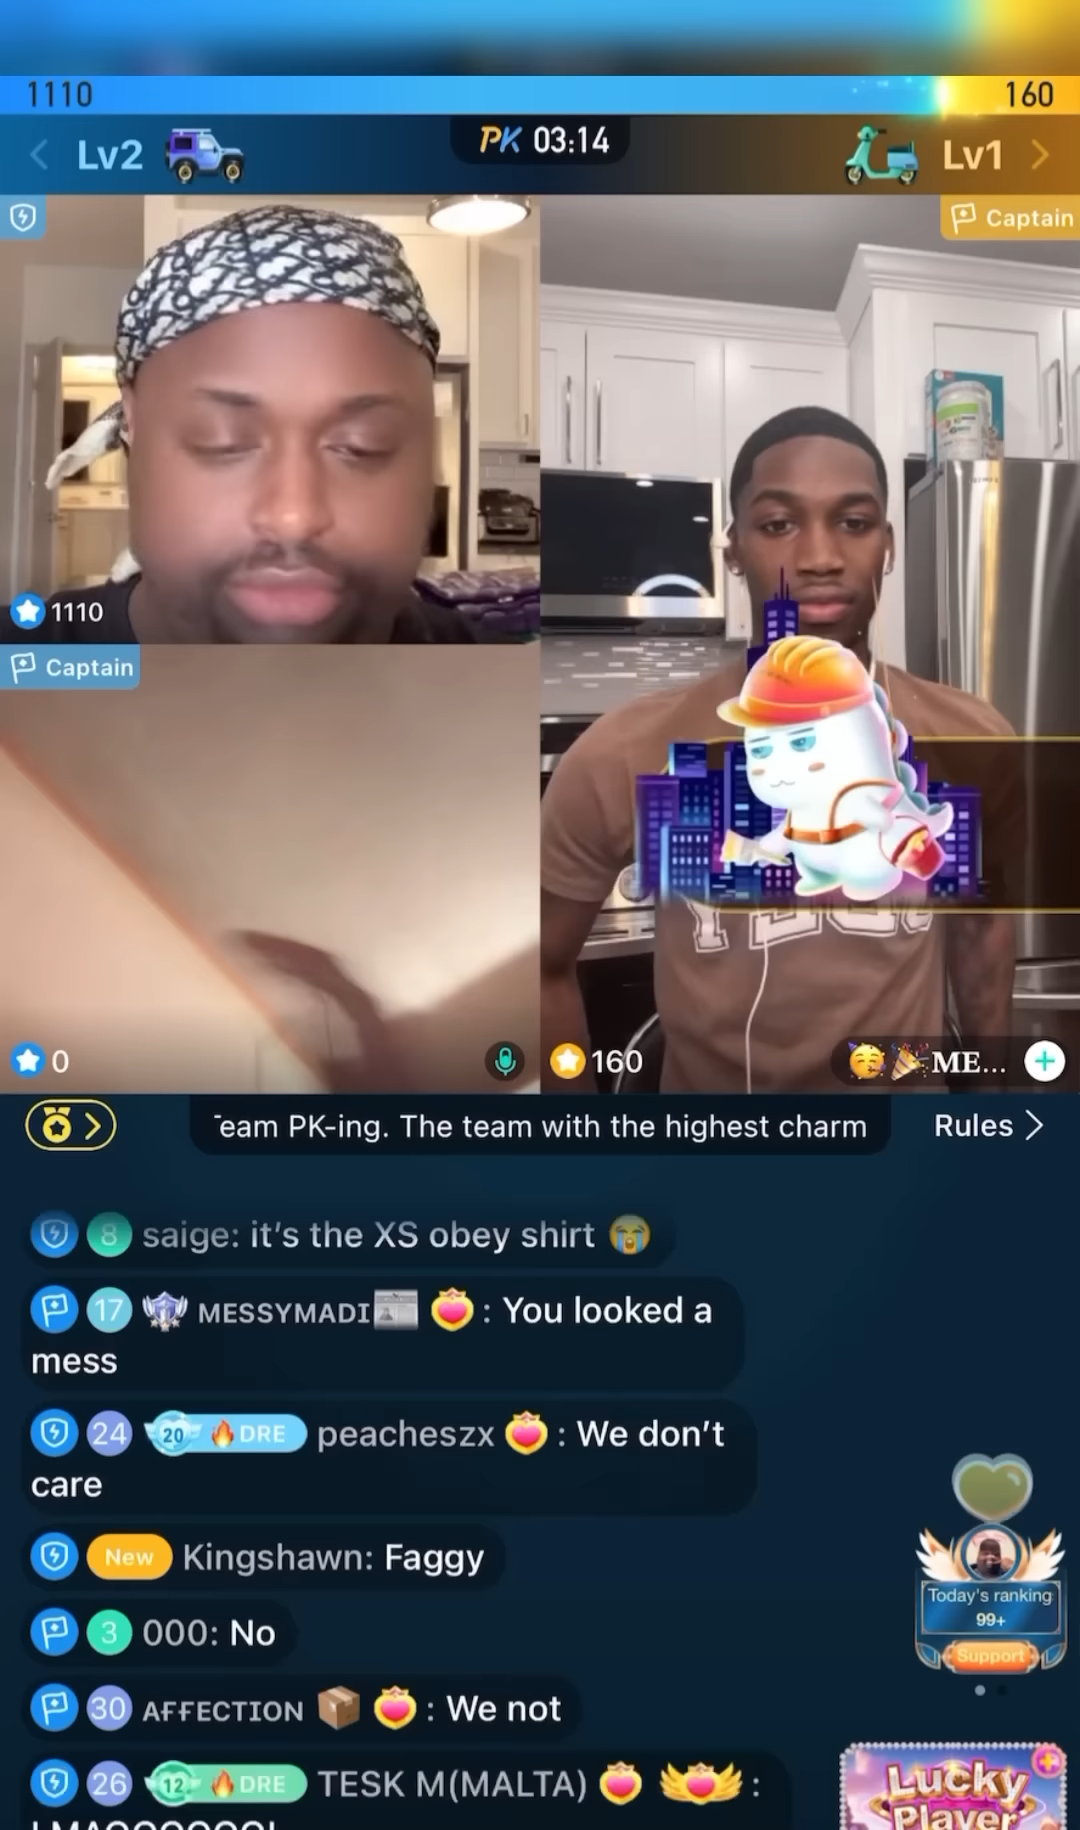 1110
160
Lv2
PK 03:14
Lv1
Captain
1110
Captain
0
160
ME...
eam PK-ing. The team with the highest charm
Rules
8 saige: it's the XS obey shirt
17 MESSYMADI : You looked a
mess
24 20 DRE peacheszx : We don't
care
New Kingshawn: Faggy
3 000: No
30 AFFECTION : We not
26 12 DRE TESK M(MALTA) :
Today's ranking
99+
Support
Lucky
Player